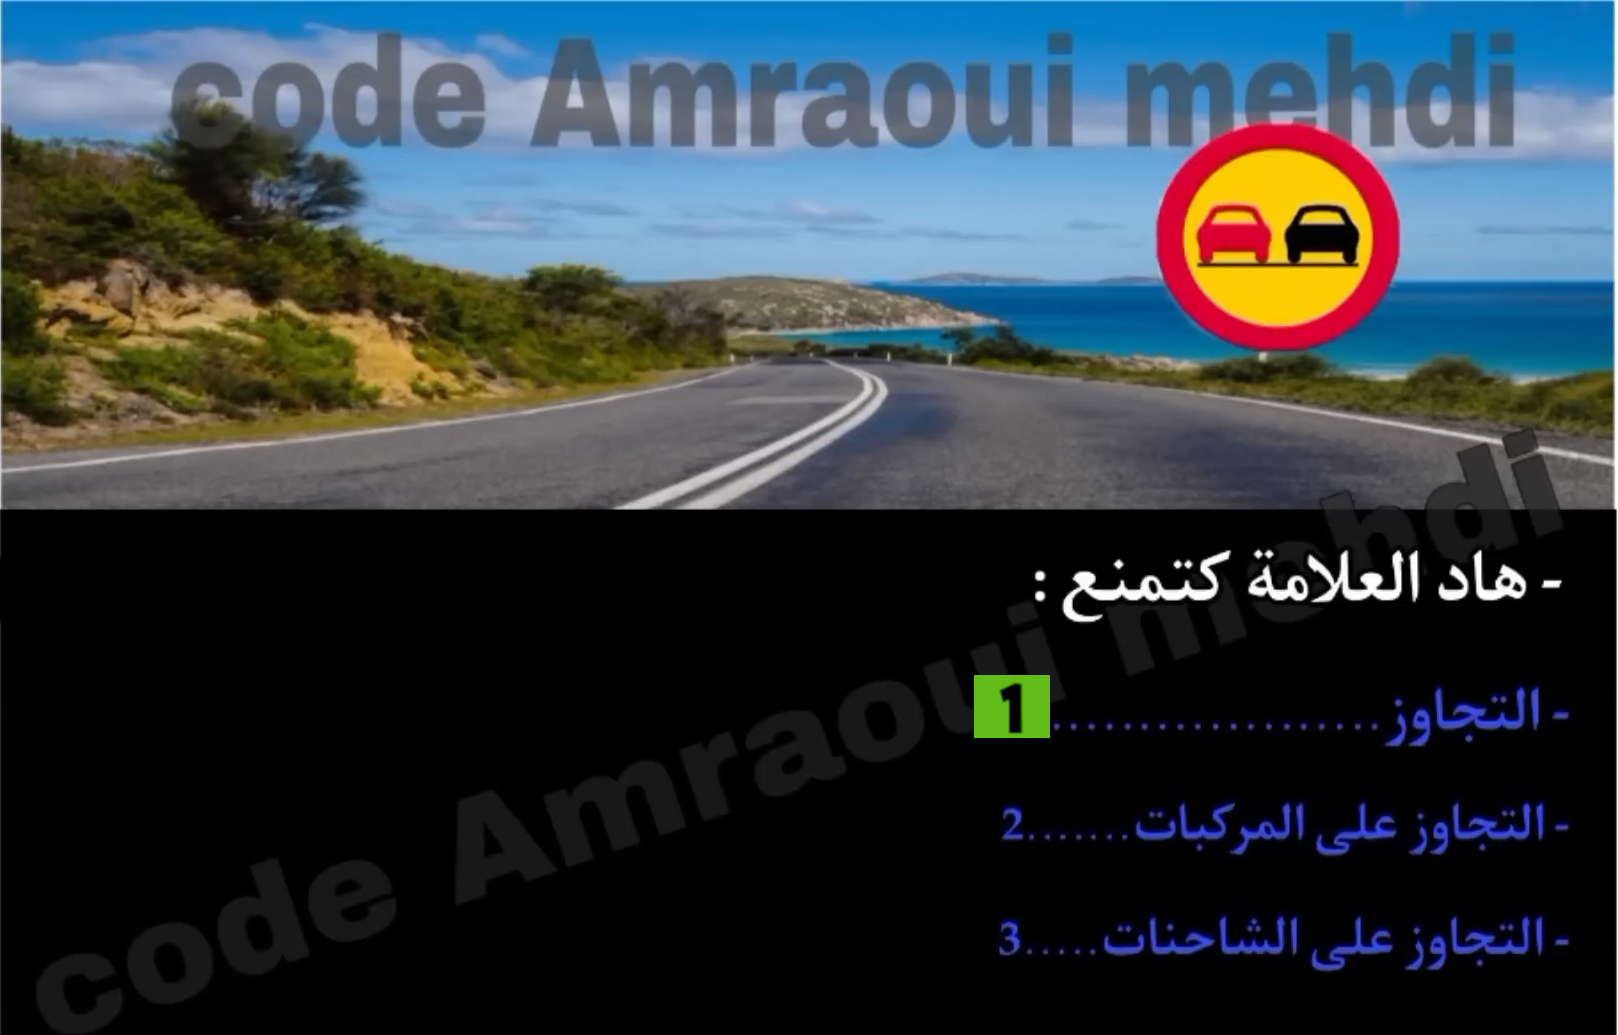 code Amraoui mehdi
- هاد العلامة كتمنع :
- التجاوز...................1
- التجاوز على المركبات.......2
- التجاوز على الشاحنات.....3
code Amraoui mehdi